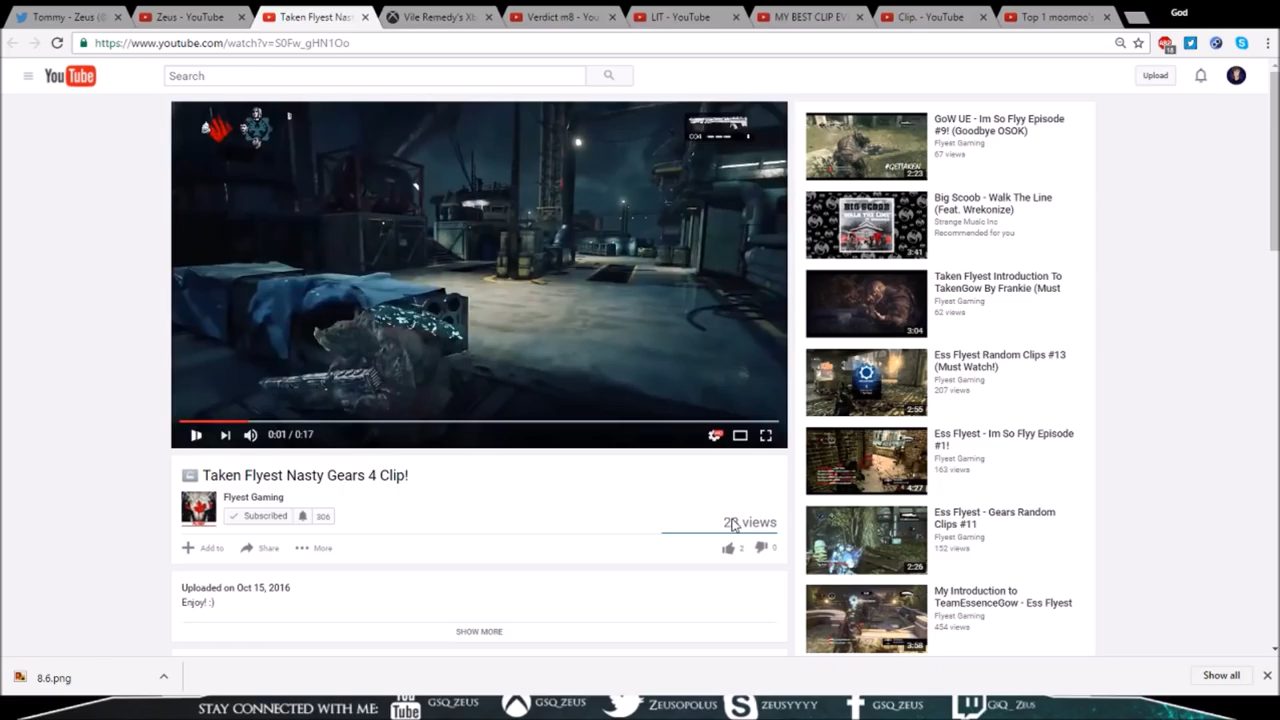 Tommy - Zeus (@
Zeus - YouTube
Taken Flyest Nas
Vile Remedy's Xb
Verdict m8 - You
LIT - YouTube
MY BEST CLIP EV
Clip. - YouTube
Top 1 moomoo's
God
https://www.youtube.com/watch?v=S0Fw_gHN1Oo
YouTube
Search
Upload
0:01 / 0:17
Taken Flyest Nasty Gears 4 Clip!
Flyest Gaming
Subscribed 306
views
Add to Share More
2 0
Uploaded on Oct 15, 2016
Enjoy! :)
SHOW MORE
GoW UE - Im So Flyy Episode
#9! (Goodbye OSOK)
Flyest Gaming
67 views
#GETTAKEN
2:23
Big Scoob - Walk The Line
(Feat. Wrekonize)
Strange Music Inc
Recommended for you
BIG SCOOB
WALK THE LINE
3:41
Taken Flyest Introduction To
TakenGow By Frankie (Must
Flyest Gaming
62 views
3:04
Ess Flyest Random Clips #13
(Must Watch!)
Flyest Gaming
207 views
2:55
Ess Flyest - Im So Flyy Episode
#1!
Flyest Gaming
163 views
4:27
Ess Flyest - Gears Random
Clips #11
Flyest Gaming
152 views
2:26
My Introduction to
TeamEssenceGow - Ess Flyest
Flyest Gaming
454 views
3:58
8.6.png
Show all
STAY CONNECTED WITH ME: You Tube GSQ_ZEUS GSQ_ZEUS ZEUSOPOLUS ZEUSYYYY GSQ_ZEUS GSQ_ZEUS